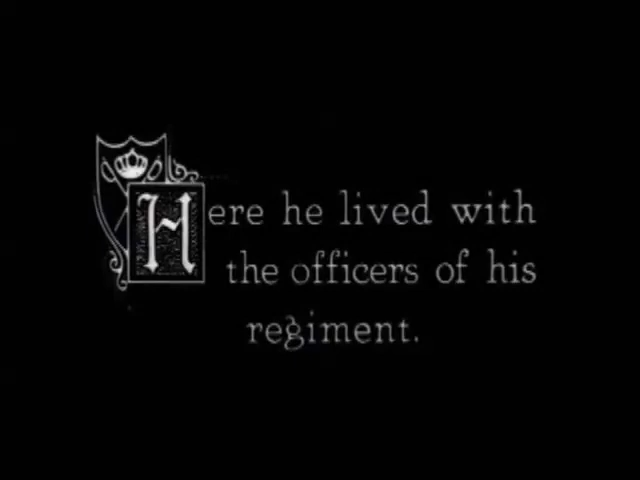 Here he lived with
the officers of his
regiment.